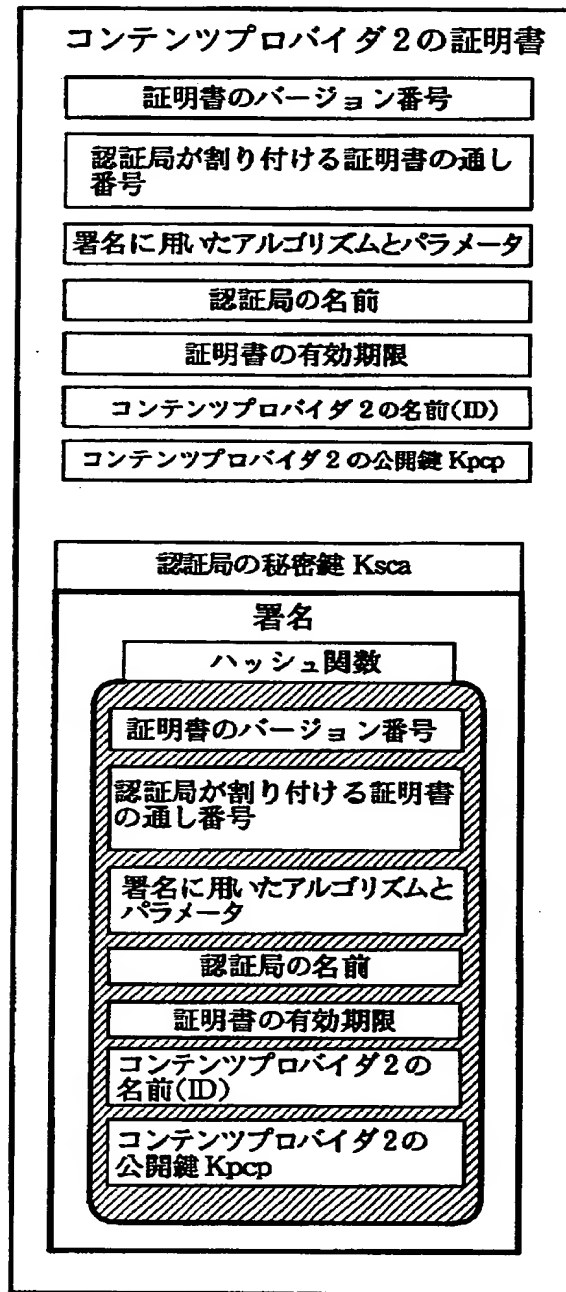 コンテンツプロバイダ2の証明書
証明書のバージョン番号
認証局が割り付ける証明書の通し
番号
署名に用いたアルゴリズムとパラメータ
認証局の名前
証明書の有効期限
コンテンツプロバイダ2の名前(ID)
コンテンツプロバイダ2の公開鍵 Kpcp
認証局の秘密鍵 Ksca
署名
ハッシュ関数
証明書のバージョン番号
認証局が割り付ける証明書
の通し番号
署名に用いたアルゴリズムと
パラメータ
認証局の名前
証明書の有効期限
コンテンツプロバイダ2の
名前(ID)
コンテンツプロバイダ2の
公開鍵 Kpcp